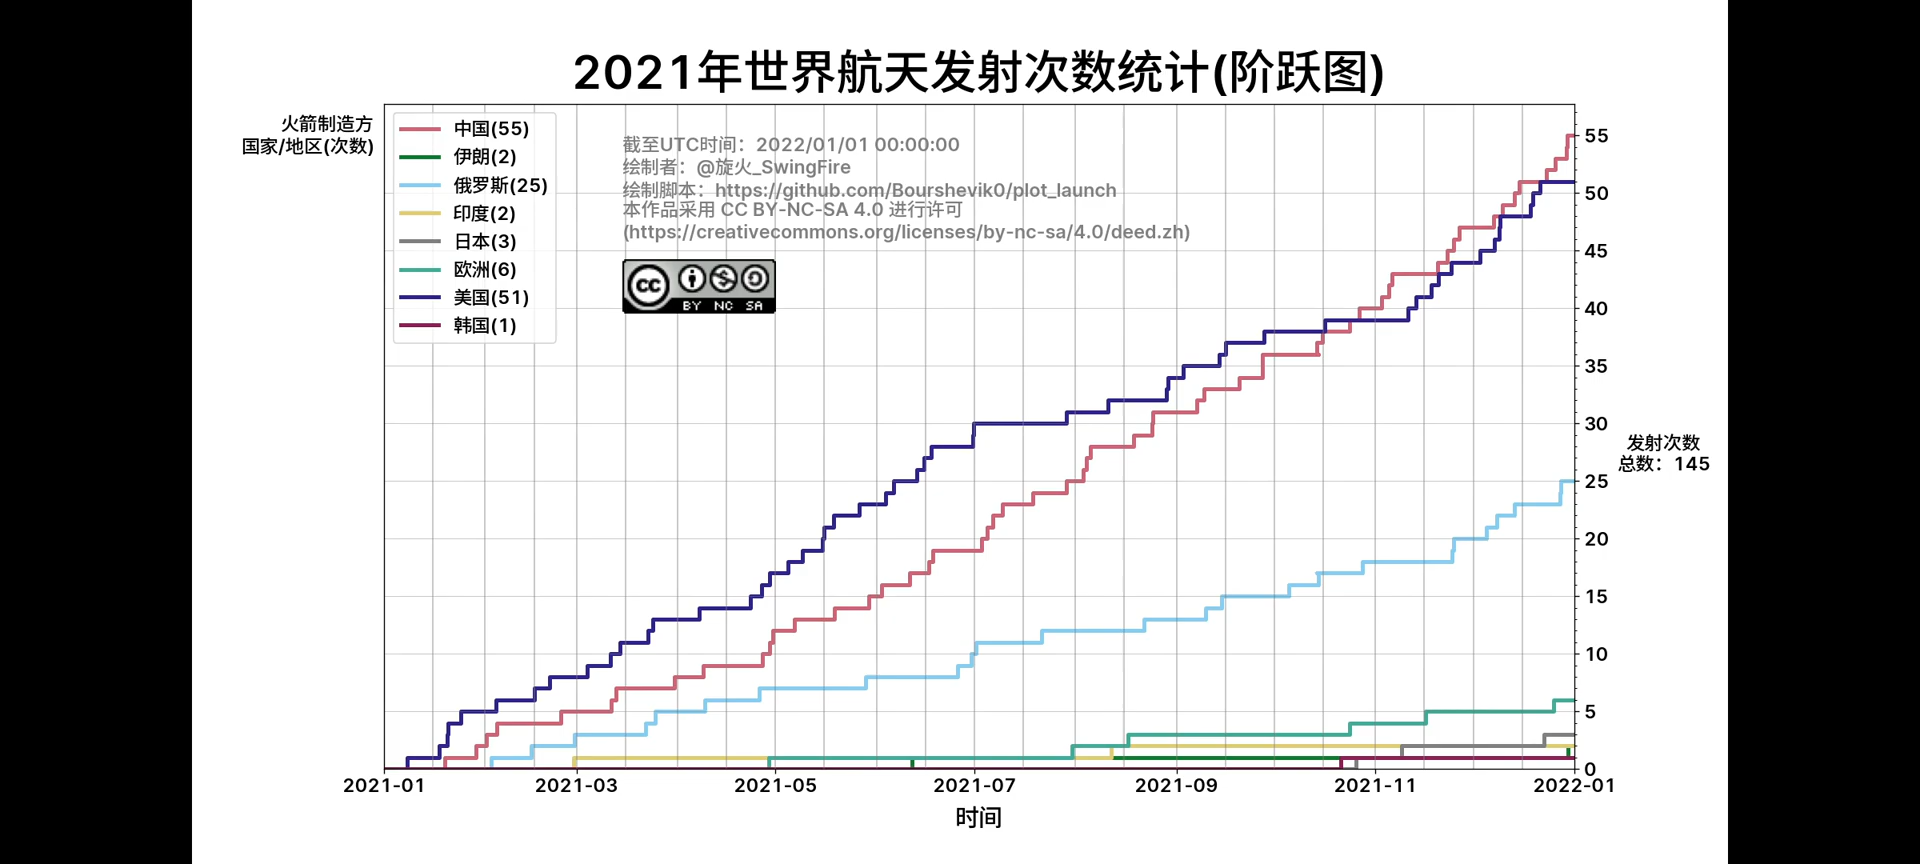 2021年世界航天发射次数统计(阶跃图)
火箭制造方
国家/地区(次数)
中国(55)
伊朗(2)
俄罗斯(25)
印度(2)
日本(3)
欧洲(6)
美国(51)
韩国(1)
截至UTC时间：2022/01/01 00:00:00
绘制者：@旋火_SwingFire
绘制脚本：https://github.com/Bourshevik0/plot_launch
本作品采用 CC BY-NC-SA 4.0 进行许可
(https://creativecommons.org/licenses/by-nc-sa/4.0/deed.zh)
cc
BY NC SA
55
50
45
40
35
30
25
20
15
10
5
0
发射次数
总数：145
2021-01 2021-03 2021-05 2021-07 2021-09 2021-11 2022-01
时间